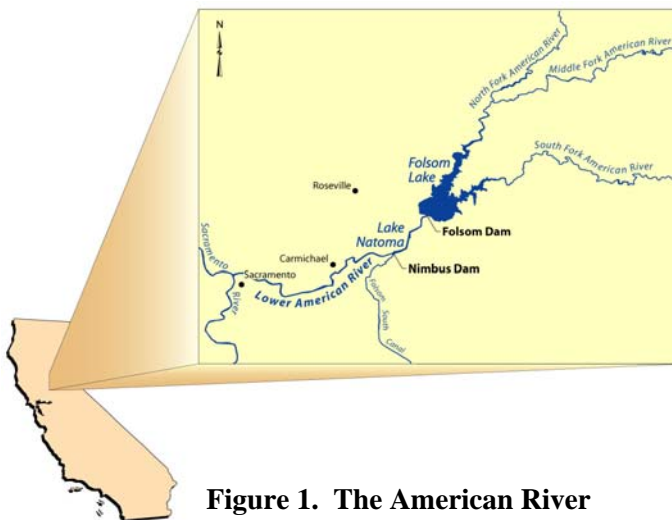 N
North Fork American River
Middle Fork American River
South Fork American River
Folsom
Lake
Roseville
Lake
Natoma
Folsom Dam
Nimbus Dam
Carmichael
Sacramento
River
Sacramento
Lower American River
Folsom South Canal
Figure 1. The American River